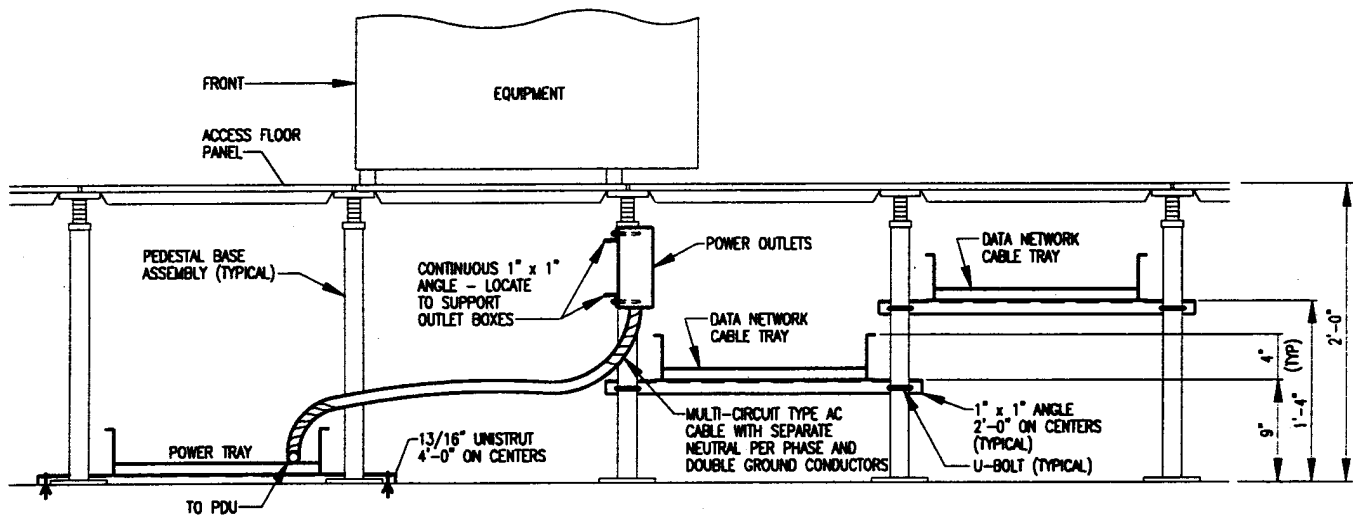 FRONT
EQUIPMENT
ACCESS FLOOR
PANEL
PEDESTAL BASE
ASSEMBLY (TYPICAL)
CONTINUOUS 1" x 1"
ANGLE - LOCATE
TO SUPPORT
OUTLET BOXES
POWER OUTLETS
DATA NETWORK
CABLE TRAY
DATA NETWORK
CABLE TRAY
2'-0"
4"
(TYP)
1'-4"
9"
POWER TRAY
13/16" UNISTRUT
4'-0" ON CENTERS
MULTI-CIRCUIT TYPE AC
CABLE WITH SEPARATE
NEUTRAL PER PHASE AND
DOUBLE GROUND CONDUCTORS
1" x 1" ANGLE
2'-0" ON CENTERS
(TYPICAL)
U-BOLT (TYPICAL)
TO PDU